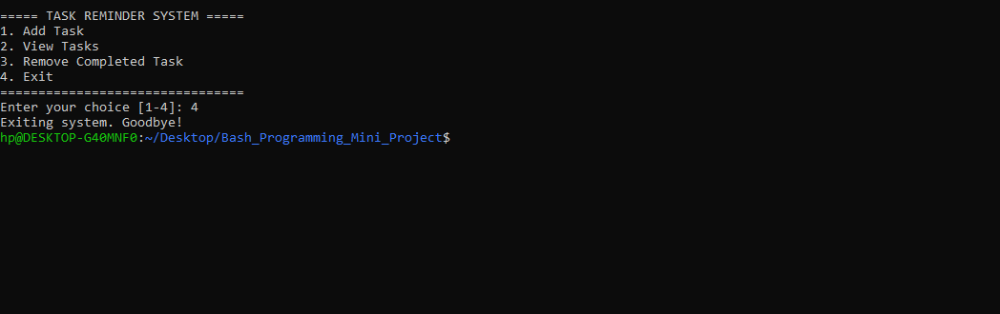 ===== TASK REMINDER SYSTEM =====
1. Add Task
2. View Tasks
3. Remove Completed Task
4. Exit
================================
Enter your choice [1-4]: 4
Exiting system. Goodbye!
hp@DESKTOP-G40MNF0:~/Desktop/Bash_Programming_Mini_Project$